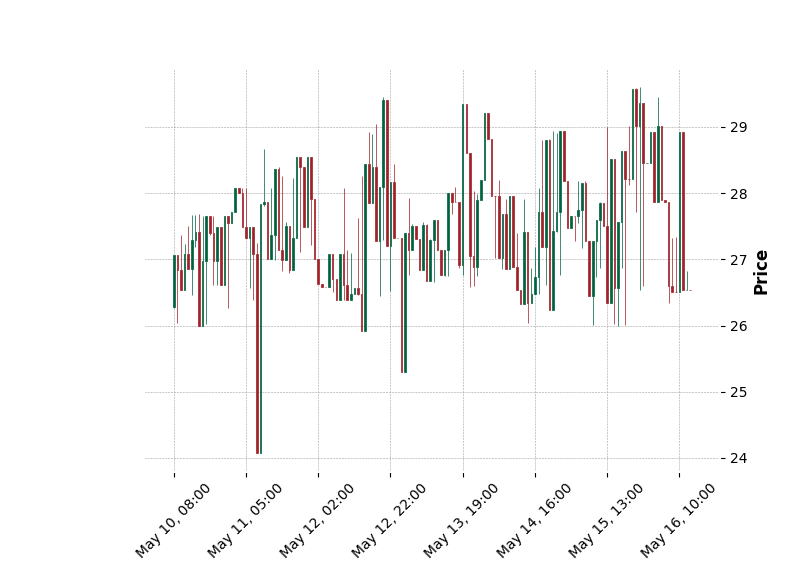 29
28
27
26
25
24
Price
May 10, 08:00
May 11, 05:00
May 12, 02:00
May 12, 22:00
May 13, 19:00
May 14, 16:00
May 15, 13:00
May 16, 10:00